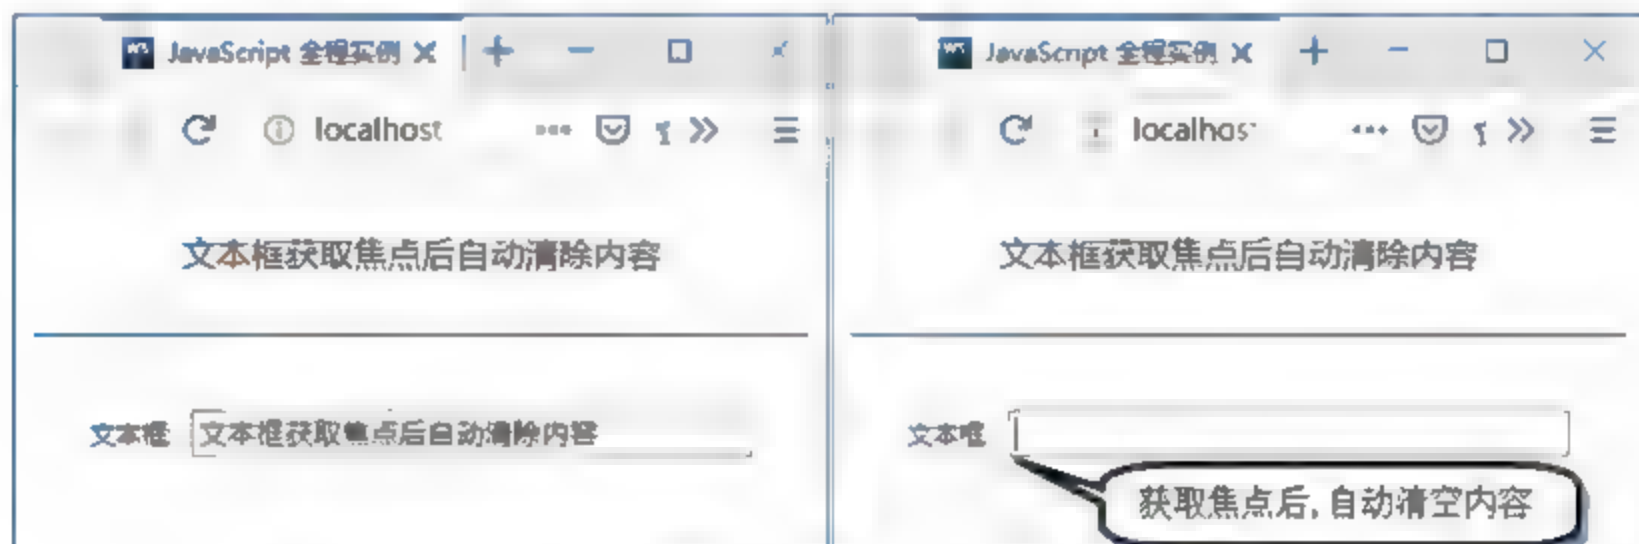 JavaScript 全程实例
localhost
文本框获取焦点后自动清除内容
文本框 文本框获取焦点后自动清除内容
JavaScript 全程实例
localhost
文本框获取焦点后自动清除内容
文本框
获取焦点后,自动清空内容